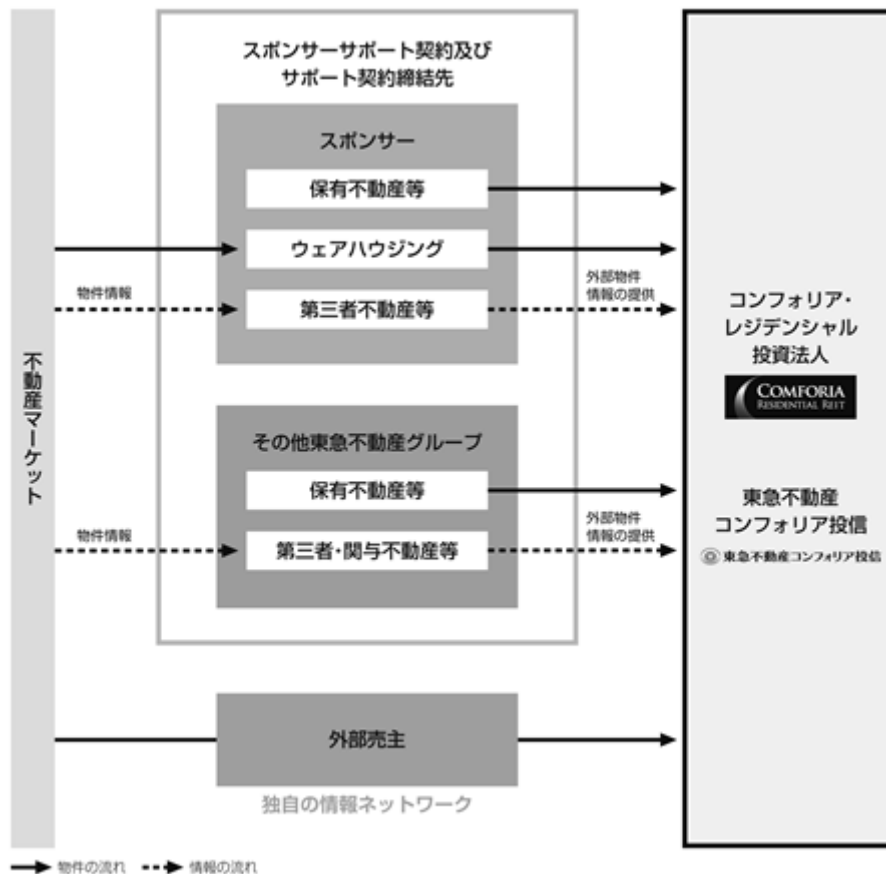 スポンサーサポート契約及び
サポート契約締結先
スポンサー
保有不動産等
ウェアハウジング
物件情報
第三者不動産等
外部物件
情報の提供
不動産マーケット
その他東急不動産グループ
保有不動産等
物件情報
第三者・関与不動産等
外部物件
情報の提供
外部売主
独自の情報ネットワーク
コンフォリア・
レジデンシャル
投資法人
COMFORIA
RESIDENTIAL REIT
東急不動産
コンフォリア投信
東急不動産コンフォリア投信
物件の流れ
情報の流れ